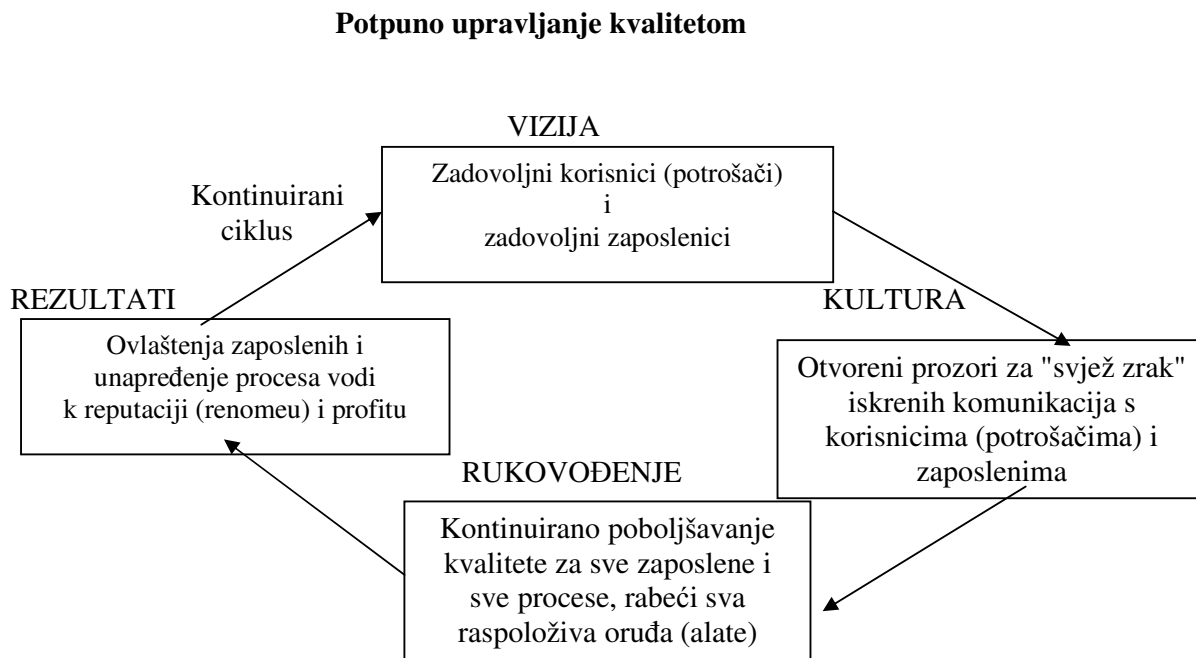 Potpuno upravljanje kvalitetom
VIZIJA
Zadovoljni korisnici (potrošači)
i
zadovoljni zaposlenici
Kontinuirani
ciklus
KULTURA
Otvoreni prozori za "svjež zrak"
iskrenih komunikacija s
korisnicima (potrošačima) i
zaposlenima
RUKOVOĐENJE
Kontinuirano poboljšavanje
kvalitete za sve zaposlene i
sve procese, rabeći sva
raspoloživa oruđa (alate)
REZULTATI
Ovlaštenja zaposlenih i
unapređenje procesa vodi
k reputaciji (renomeu) i profitu